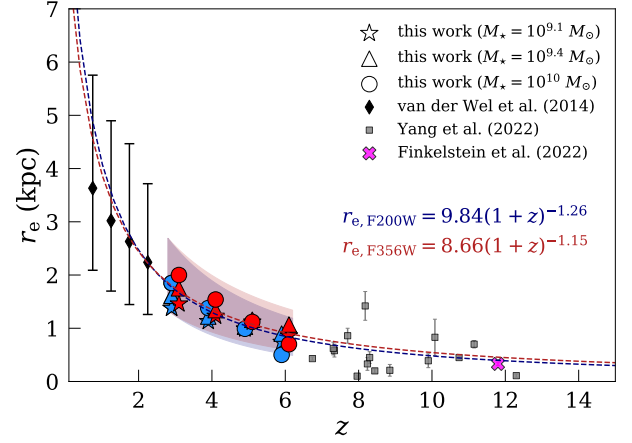 7
6
5
4
3
2
1
0
r_e (kpc)
this work (M⋆ = 10^9.1 M⊙)
this work (M⋆ = 10^9.4 M⊙)
this work (M⋆ = 10^10 M⊙)
van der Wel et al. (2014)
Yang et al. (2022)
Finkelstein et al. (2022)
r_e, F200W = 9.84(1 + z)^−1.26
r_e, F356W = 8.66(1 + z)^−1.15
2 4 6 8 10 12 14
z